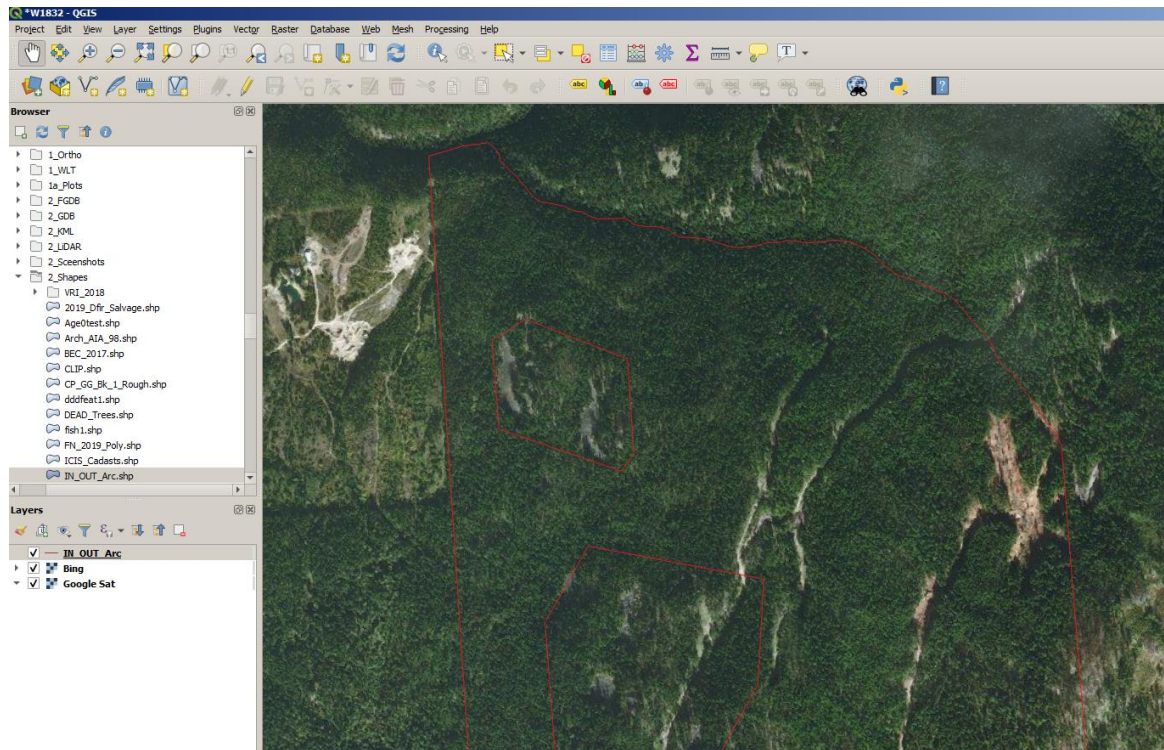 *W1832 - QGIS
Project Edit View Layer Settings Plugins Vector Raster Database Web Mesh Processing Help
Browser
1_Ortho
1_WLT
1a_Plots
2_FGDB
2_GDB
2_KML
2_LiDAR
2_Sceenshots
2_Shapes
VRI_2018
2019_Dfir_Salvage.shp
Age0test.shp
Arch_AIA_98.shp
BEC_2017.shp
CLIP.shp
CP_GG_Bk_1_Rough.shp
dddfeat1.shp
DEAD_Trees.shp
fish1.shp
FN_2019_Poly.shp
ICIS_Cadasts.shp
IN_OUT_Arc.shp
Layers
IN_OUT_Arc
Bing
Google Sat